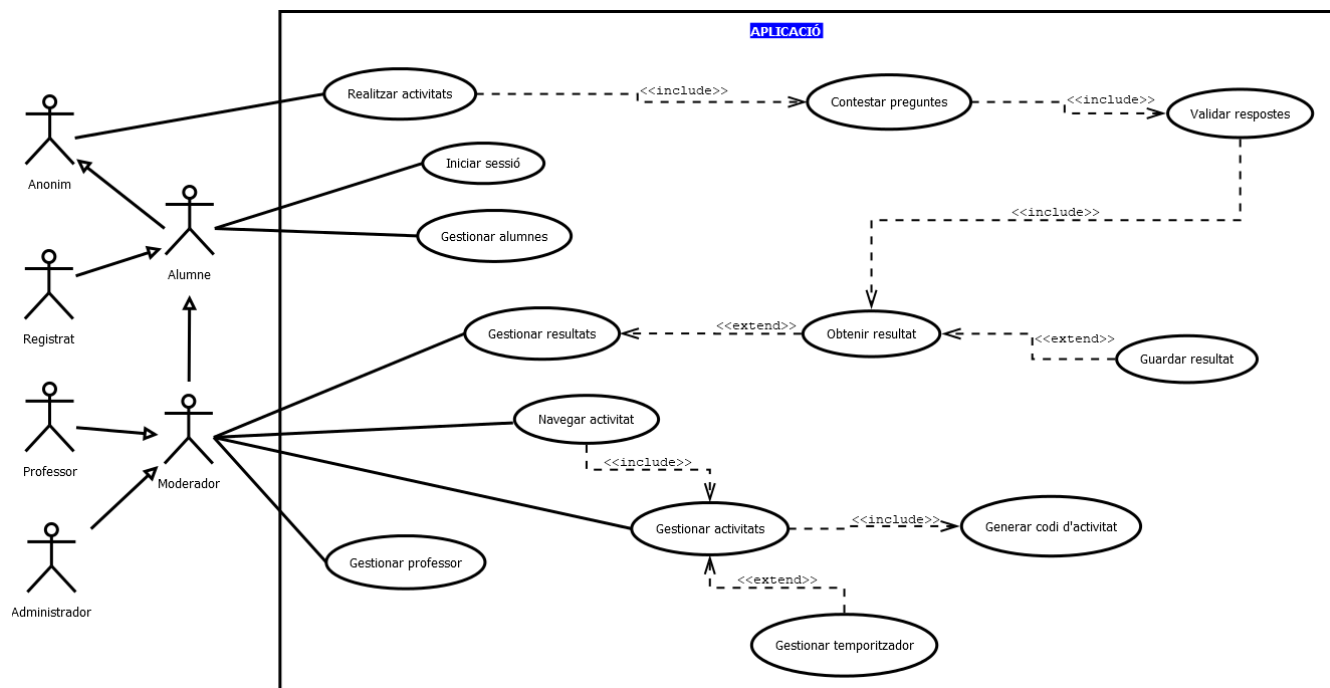 APLICACIÓ
Realitzar activitats
<<include>>
Contestar preguntes
<<include>>
Validar respostes
Anonim
Iniciar sessió
<<include>>
Gestionar alumnes
Alumne
Registrat
Gestionar resultats
<<extend>>
Obtenir resultat
<<extend>>
Guardar resultat
Navegar activitat
<<include>>
Professor
Moderador
Gestionar activitats
<<include>>
Generar codi d'activitat
Gestionar professor
<<extend>>
Administrador
Gestionar temporitzador